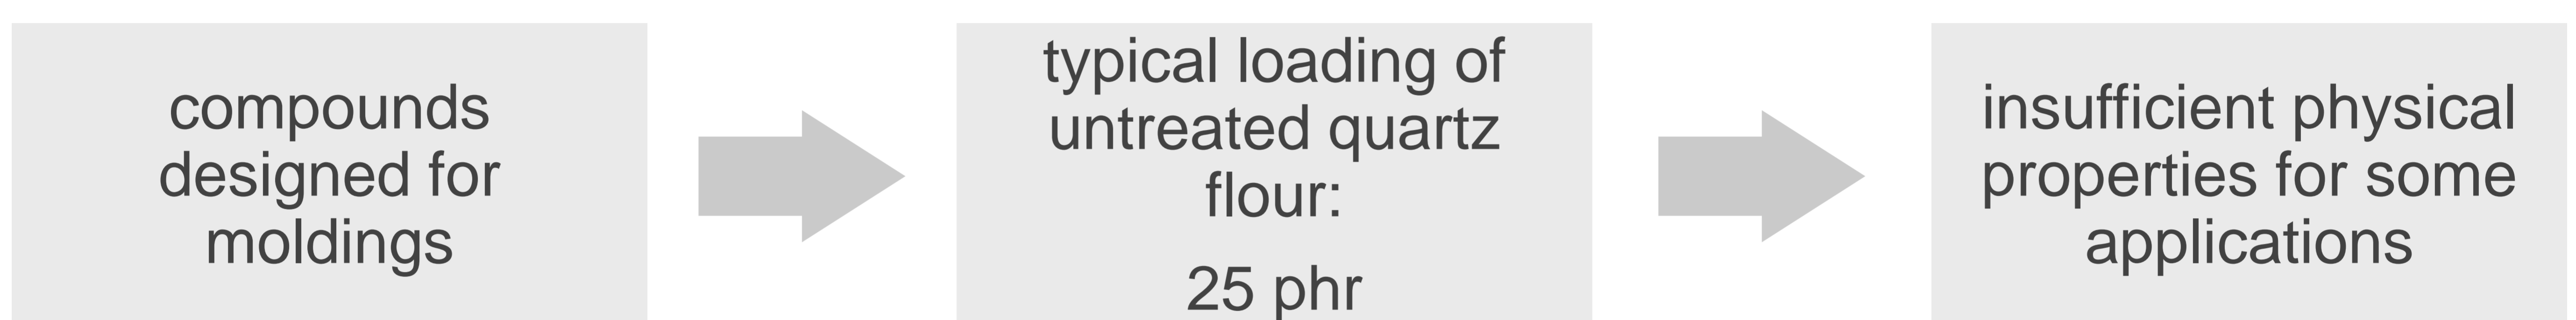 compounds
designed for
moldings
typical loading of
untreated quartz
flour:
25 phr
insufficient physical
properties for some
applications